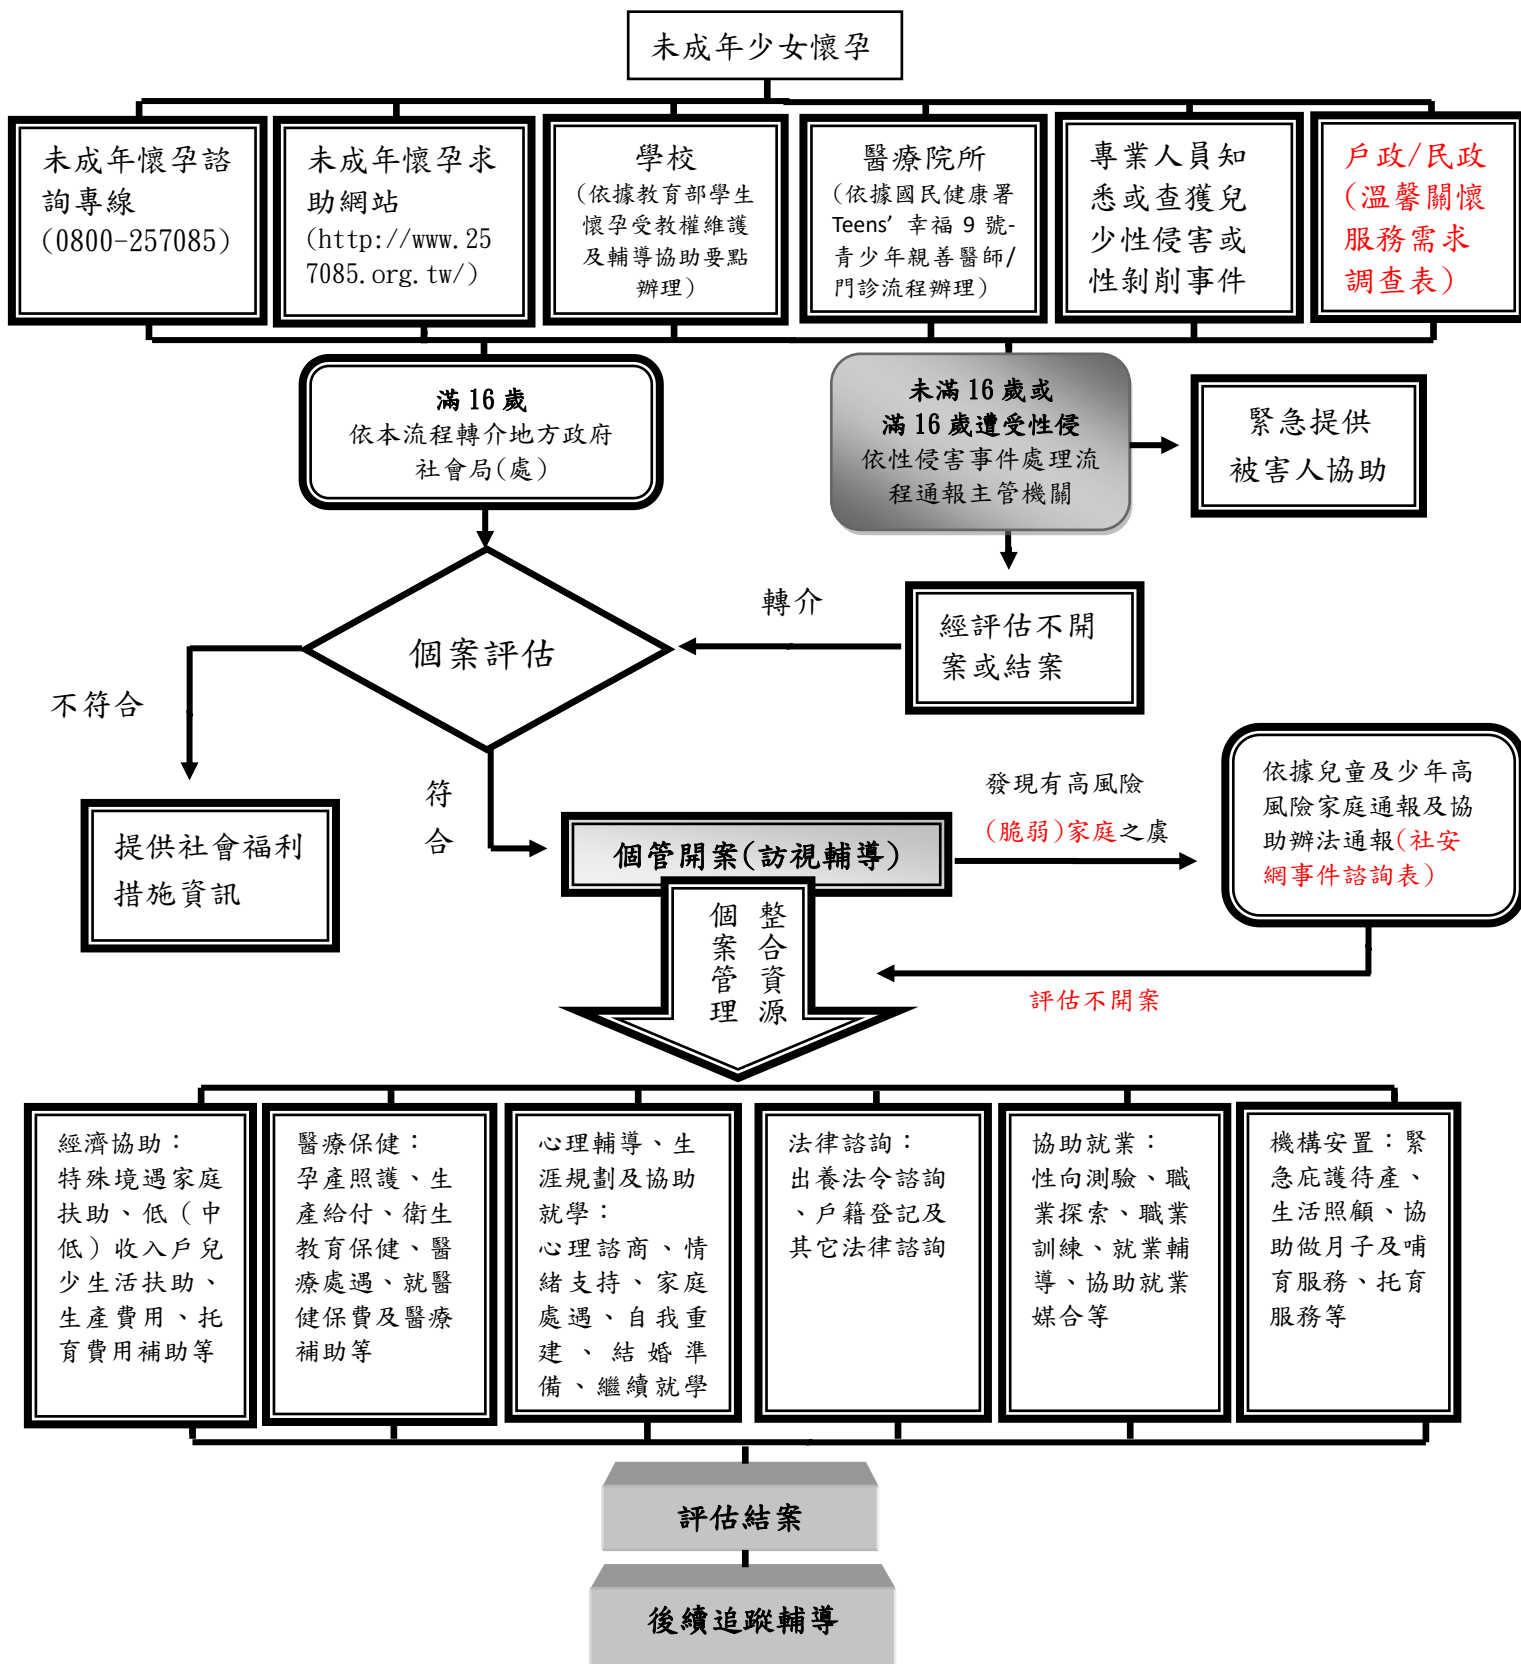 未成年少女懷孕
未成年懷孕諮
詢專線
(0800-257085)
未成年懷孕求
助網站
(http://www.25
7085.org.tw/)
學校
(依據教育部學生
懷孕受教權維護
及輔導協助要點
辦理)
醫療院所
(依據國民健康署
Teens’ 幸福 9 號-
青少年親善醫師/
門診流程辦理)
專業人員知
悉或查獲兒
少性侵害或
性剝削事件
戶政/民政
(溫馨關懷
服務需求
調查表)
滿 16 歲
依本流程轉介地方政府
社會局(處)
未滿 16 歲或
滿 16 歲遭受性侵
依性侵害事件處理流
程通報主管機關
緊急提供
被害人協助
轉介
經評估不開
案或結案
個案評估
不符合
符
合
提供社會福利
措施資訊
個管開案(訪視輔導)
發現有高風險
(脆弱)家庭之虞
依據兒童及少年高
風險家庭通報及協
助辦法通報(社安
網事件諮詢表)
整合資源
個案管理
評估不開案
經濟協助：
特殊境遇家庭
扶助、低（中
低）收入戶兒
少生活扶助、
生產費用、托
育費用補助等
醫療保健：
孕產照護、生
產給付、衛生
教育保健、醫
療處遇、就醫
健保費及醫療
補助等
心理輔導、生
涯規劃及協助
就學：
心理諮商、情
緒支持、家庭
處遇、自我重
建、結婚準
備、繼續就學
法律諮詢：
出養法令諮詢
、戶籍登記及
其它法律諮詢
協助就業：
性向測驗、職
業探索、職業
訓練、就業輔
導、協助就業
媒合等
機構安置：緊
急庇護待產、
生活照顧、協
助做月子及哺
育服務、托育
服務等
評估結案
後續追蹤輔導